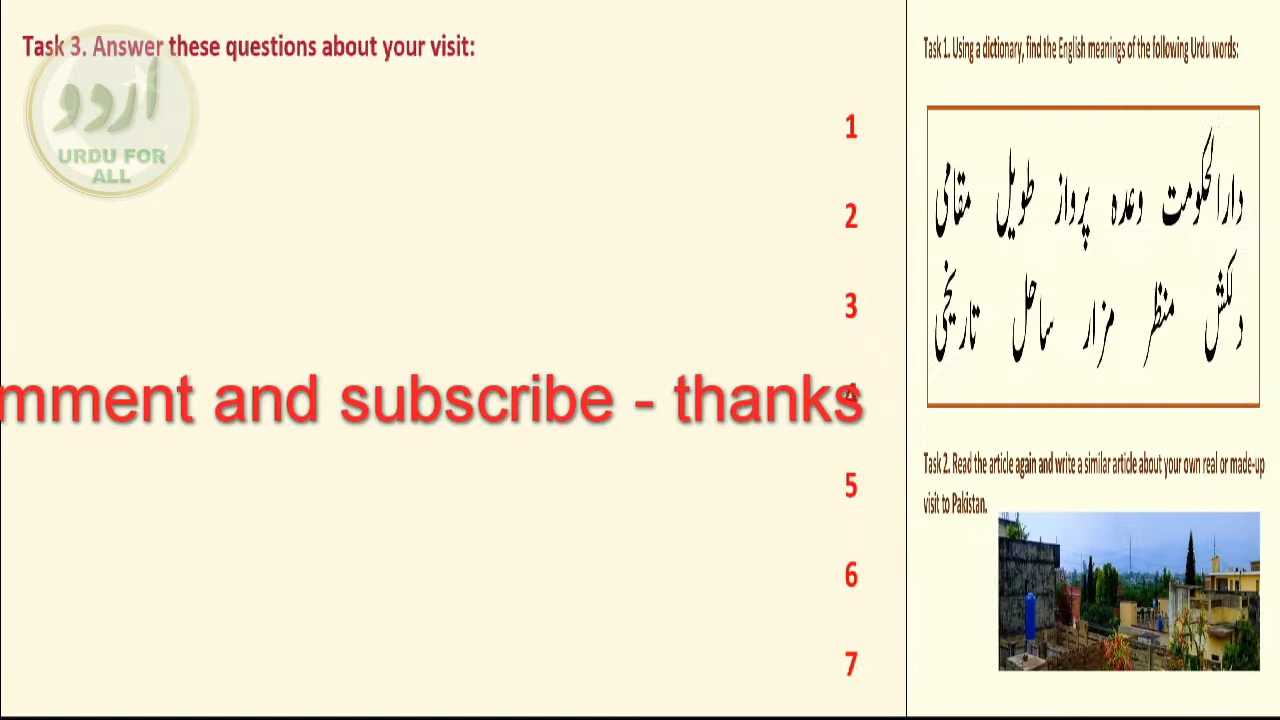 Task 3. Answer these questions about your visit:
اردو
URDU FOR
ALL
1
2
3
4
mment and subscribe - thanks
5
6
7
Task 1. Using a dictionary, find the English meanings of the following Urdu words:
دارالحکومت وعدہ پرواز طویل مقامی
دلکش منظر مزار ساحل تاریخی
Task 2. Read the article again and write a similar article about your own real or made-up
visit to Pakistan.